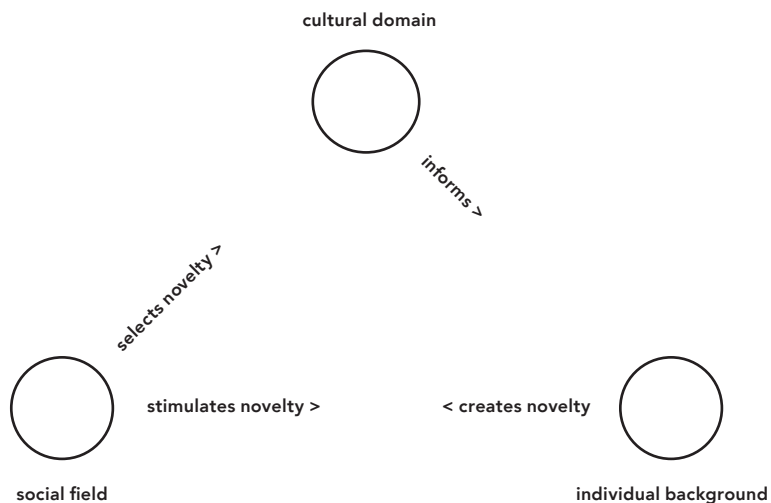 cultural domain
informs >
selects novelty >
stimulates novelty >
< creates novelty
social field
individual background